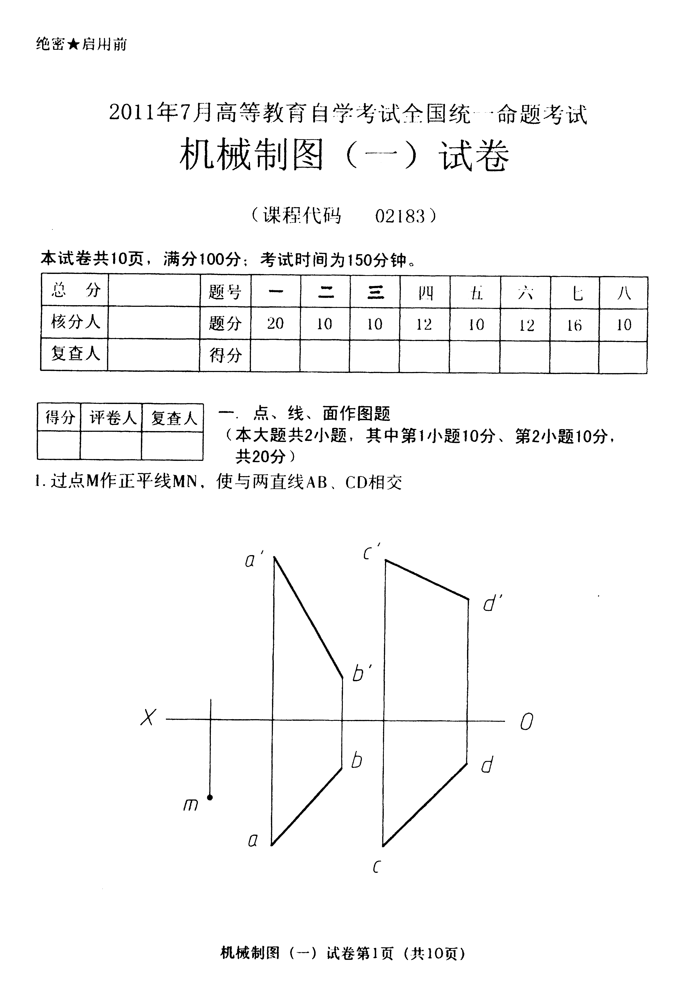 绝密★启用前
2011年7月高等教育自学考试全国统一命题考试
机械制图（一）试卷
（课程代码 02183）
本试卷共10页，满分100分；考试时间为150分钟。
总 分 题号 一 二 三 四 五 六 七 八
核分人 题分 20 10 10 12 10 12 16 10
复查人 得分
得分 评卷人 复查人
一. 点、线、面作图题
（本大题共2小题，其中第1小题10分、第2小题10分，
共20分）
1. 过点M作正平线MN，使与两直线AB、CD相交
a′ c′
d′
b′
X O
b d
m
a
c
机械制图（一）试卷第1页（共10页）